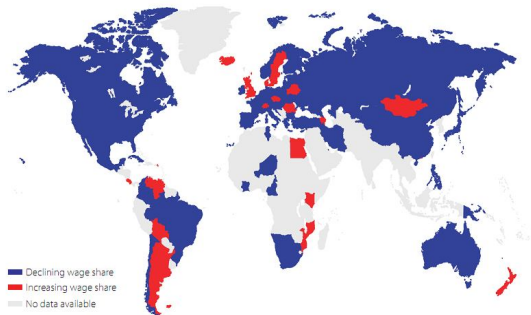 Declining wage share
Increasing wage share
No data available